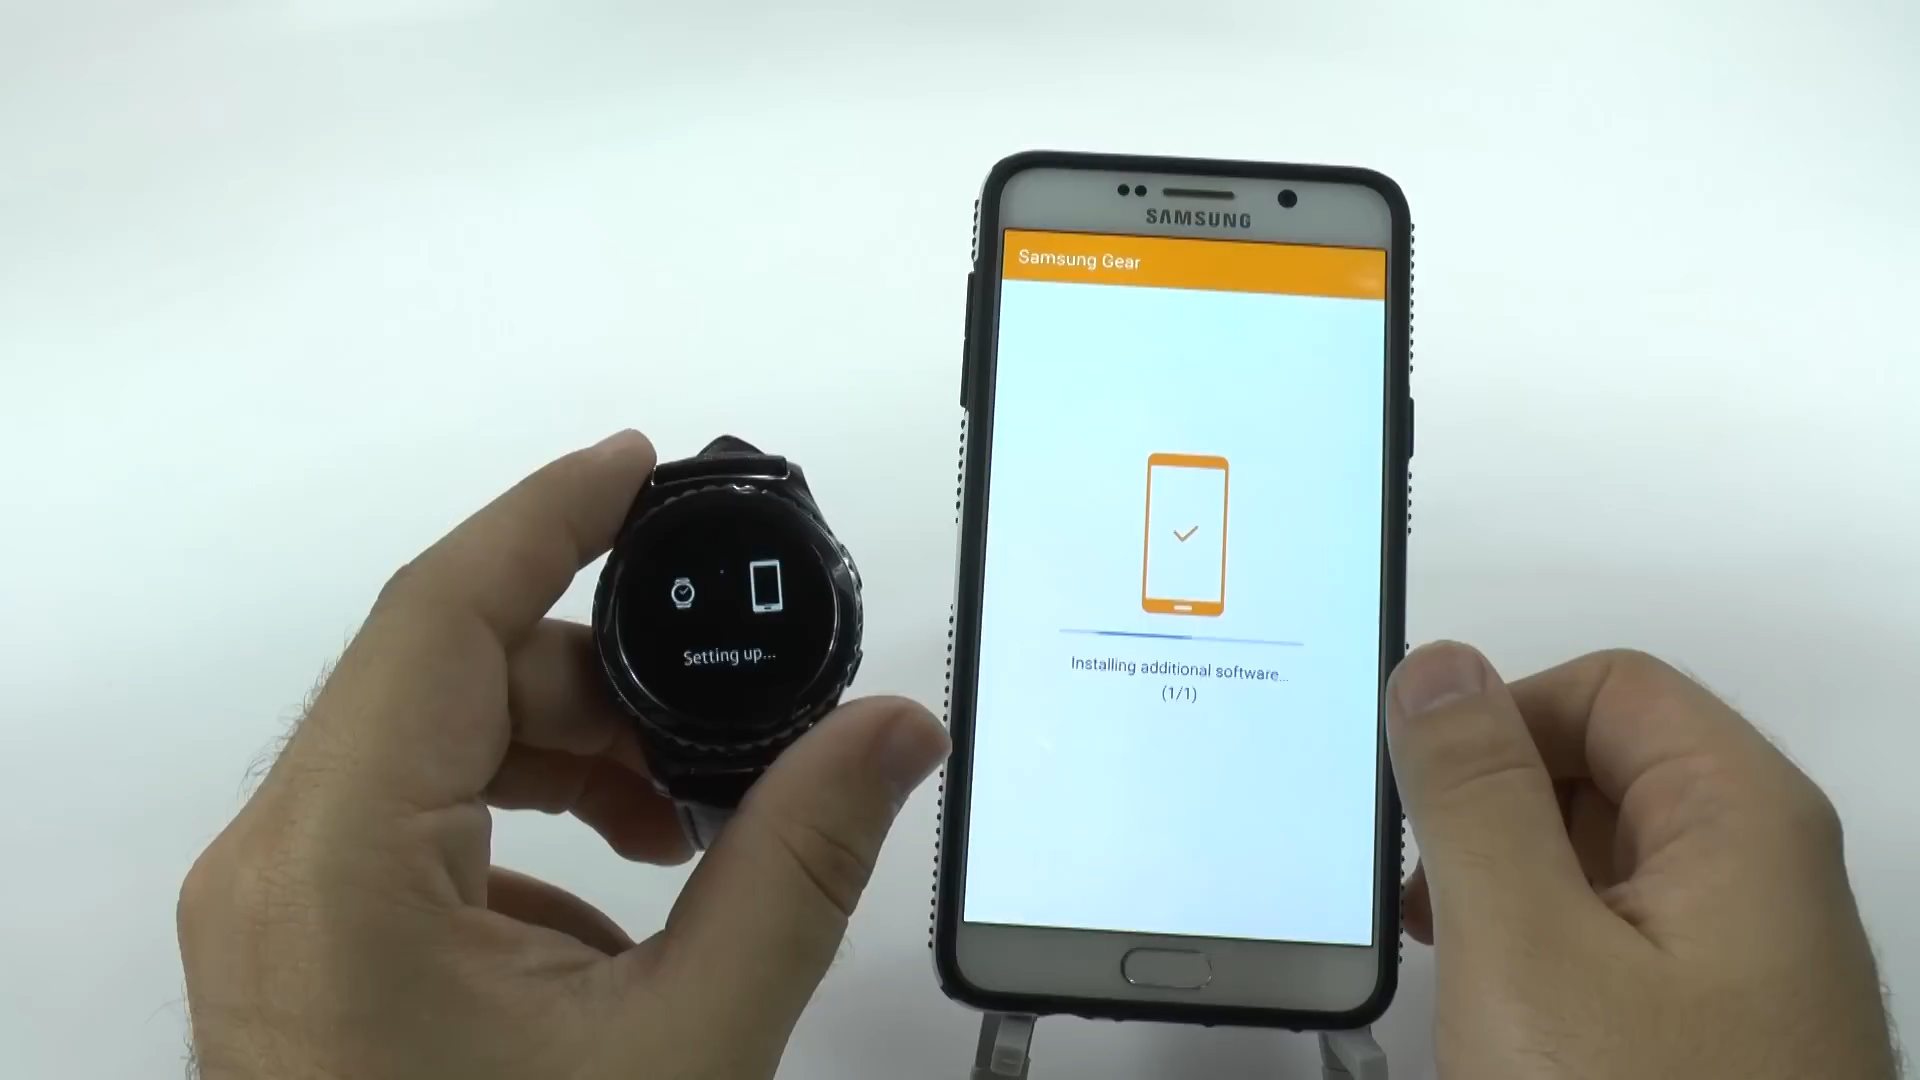 SAMSUNG
Samsung Gear
Setting up...
Installing additional software...
(1/1)